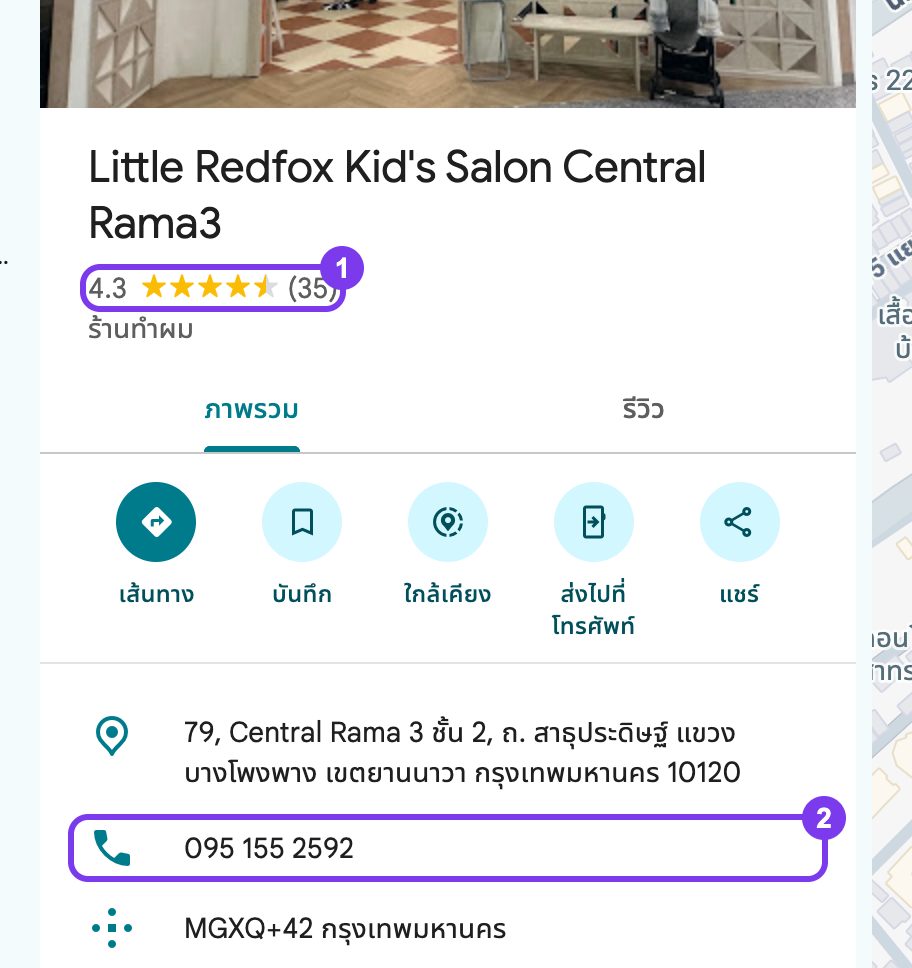 Little Redfox Kid's Salon Central
Rama3
1
4.3 (35)
ร้านทำผม
ภาพรวม รีวิว
เส้นทาง บันทึก ใกล้เคียง ส่งไปที่ แชร์
โทรศัพท์
79, Central Rama 3 ชั้น 2, ถ. สาธุประดิษฐ์ แขวง
บางโพงพาง เขตยานนาวา กรุงเทพมหานคร 10120
2
095 155 2592
MGXQ+42 กรุงเทพมหานคร
22
5 แย